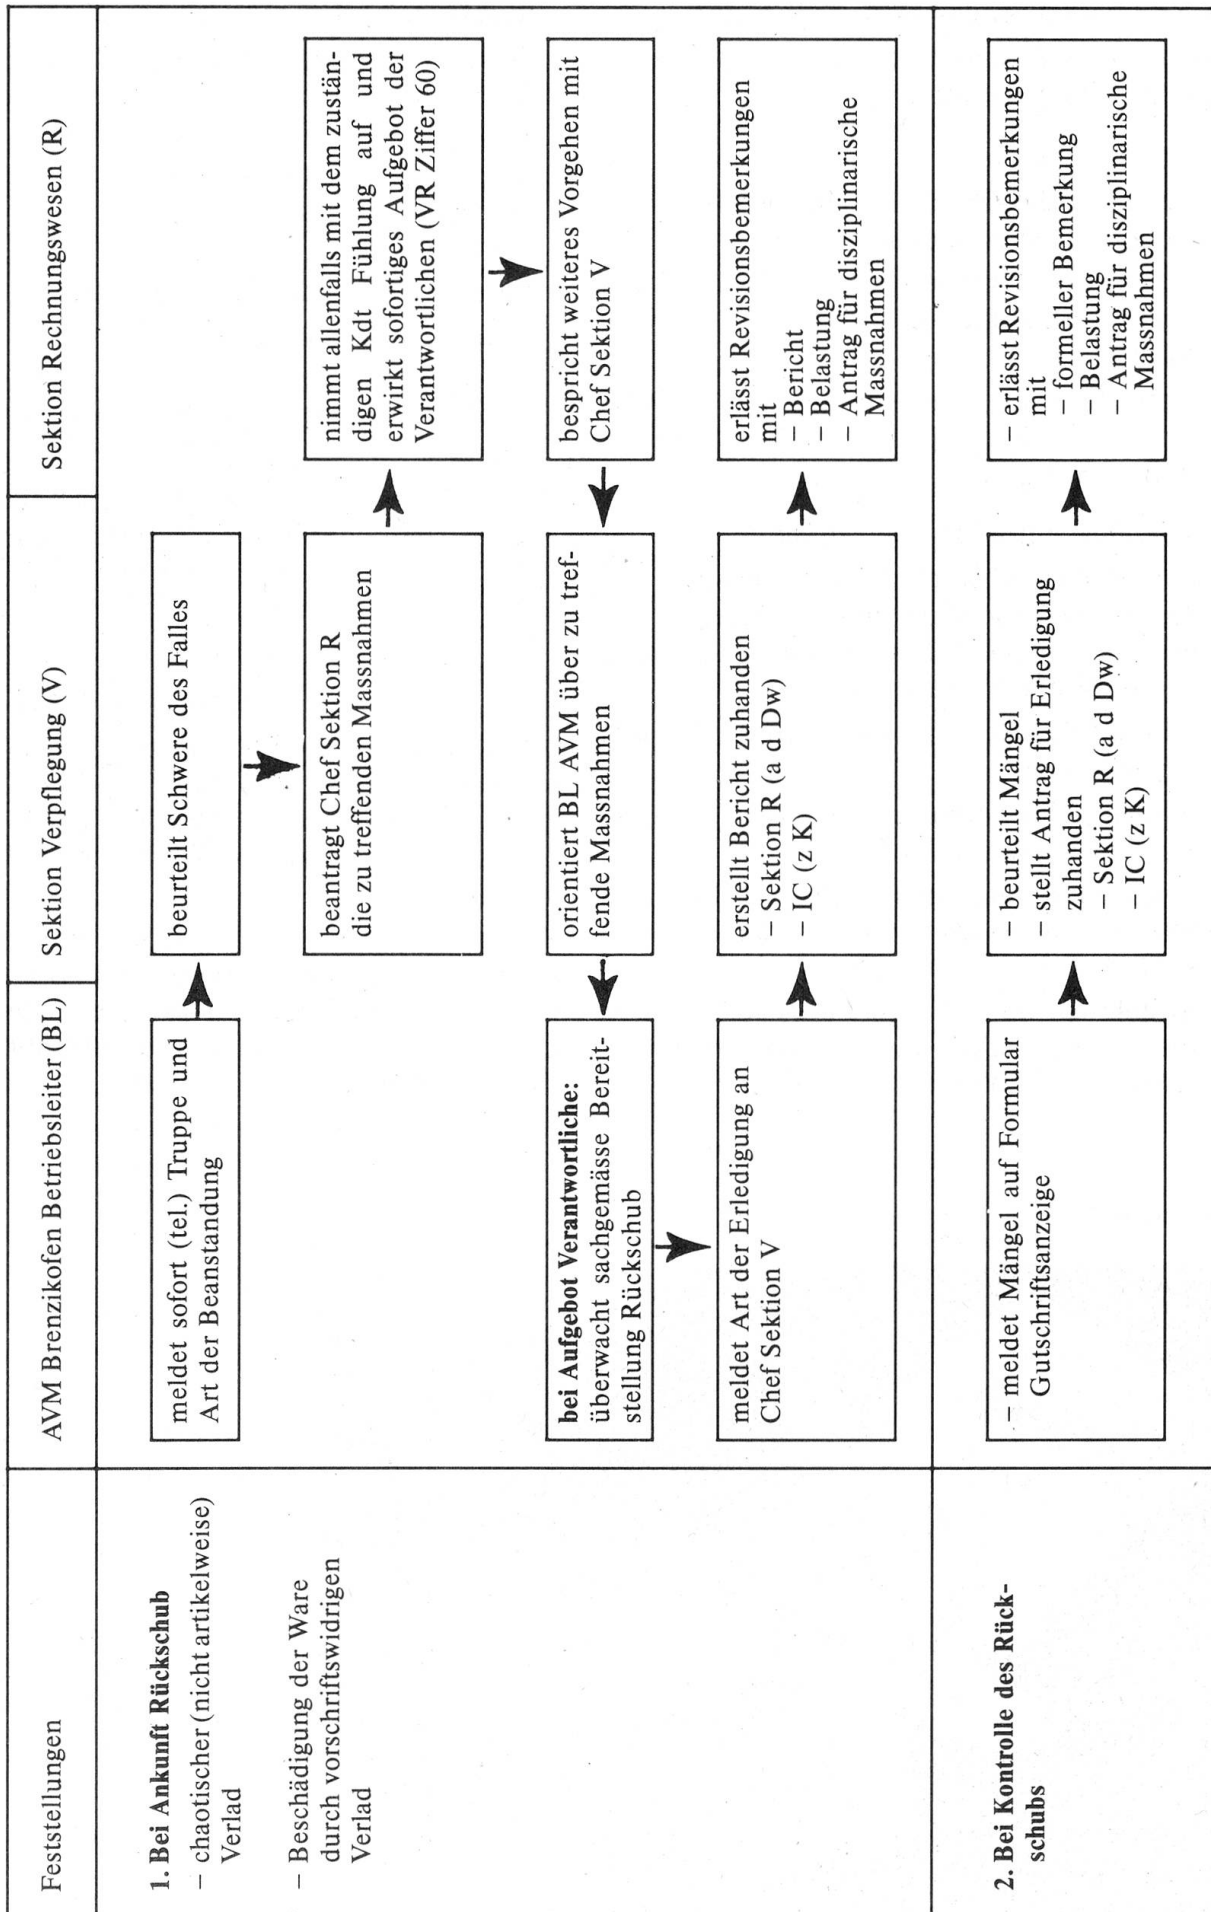 Feststellungen
AVM Brenzikofen Betriebsleiter (BL)
Sektion Verpflegung (V)
Sektion Rechnungswesen (R)
1. Bei Ankunft Rückschub
– chaotischer (nicht artikelweise)
Verlad
– Beschädigung der Ware
durch vorschriftswidrigen
Verlad
meldet sofort (tel.) Truppe und
Art der Beanstandung
beurteilt Schwere des Falles
beantragt Chef Sektion R
die zu treffenden Massnahmen
nimmt allenfalls mit dem zustän-
digen Kdt Fühlung auf und
erwirkt sofortiges Aufgebot der
Verantwortlichen (VR Ziffer 60)
bespricht weiteres Vorgehen mit
Chef Sektion V
orientiert BL AVM über zu tref-
fende Massnahmen
bei Aufgebot Verantwortliche:
überwacht sachgemässe Bereit-
stellung Rückschub
meldet Art der Erledigung an
Chef Sektion V
erstellt Bericht zuhanden
– Sektion R (a d Dw)
– IC (z K)
erlässt Revisionsbemerkungen
mit
– Bericht
– Belastung
– Antrag für disziplinarische
Massnahmen
2. Bei Kontrolle des Rück-
schubs
– meldet Mängel auf Formular
Gutschriftsanzeige
– beurteilt Mängel
– stellt Antrag für Erledigung
zuhanden
– Sektion R (a d Dw)
– IC (z K)
– erlässt Revisionsbemerkungen
mit
– formeller Bemerkung
– Belastung
– Antrag für disziplinarische
Massnahmen